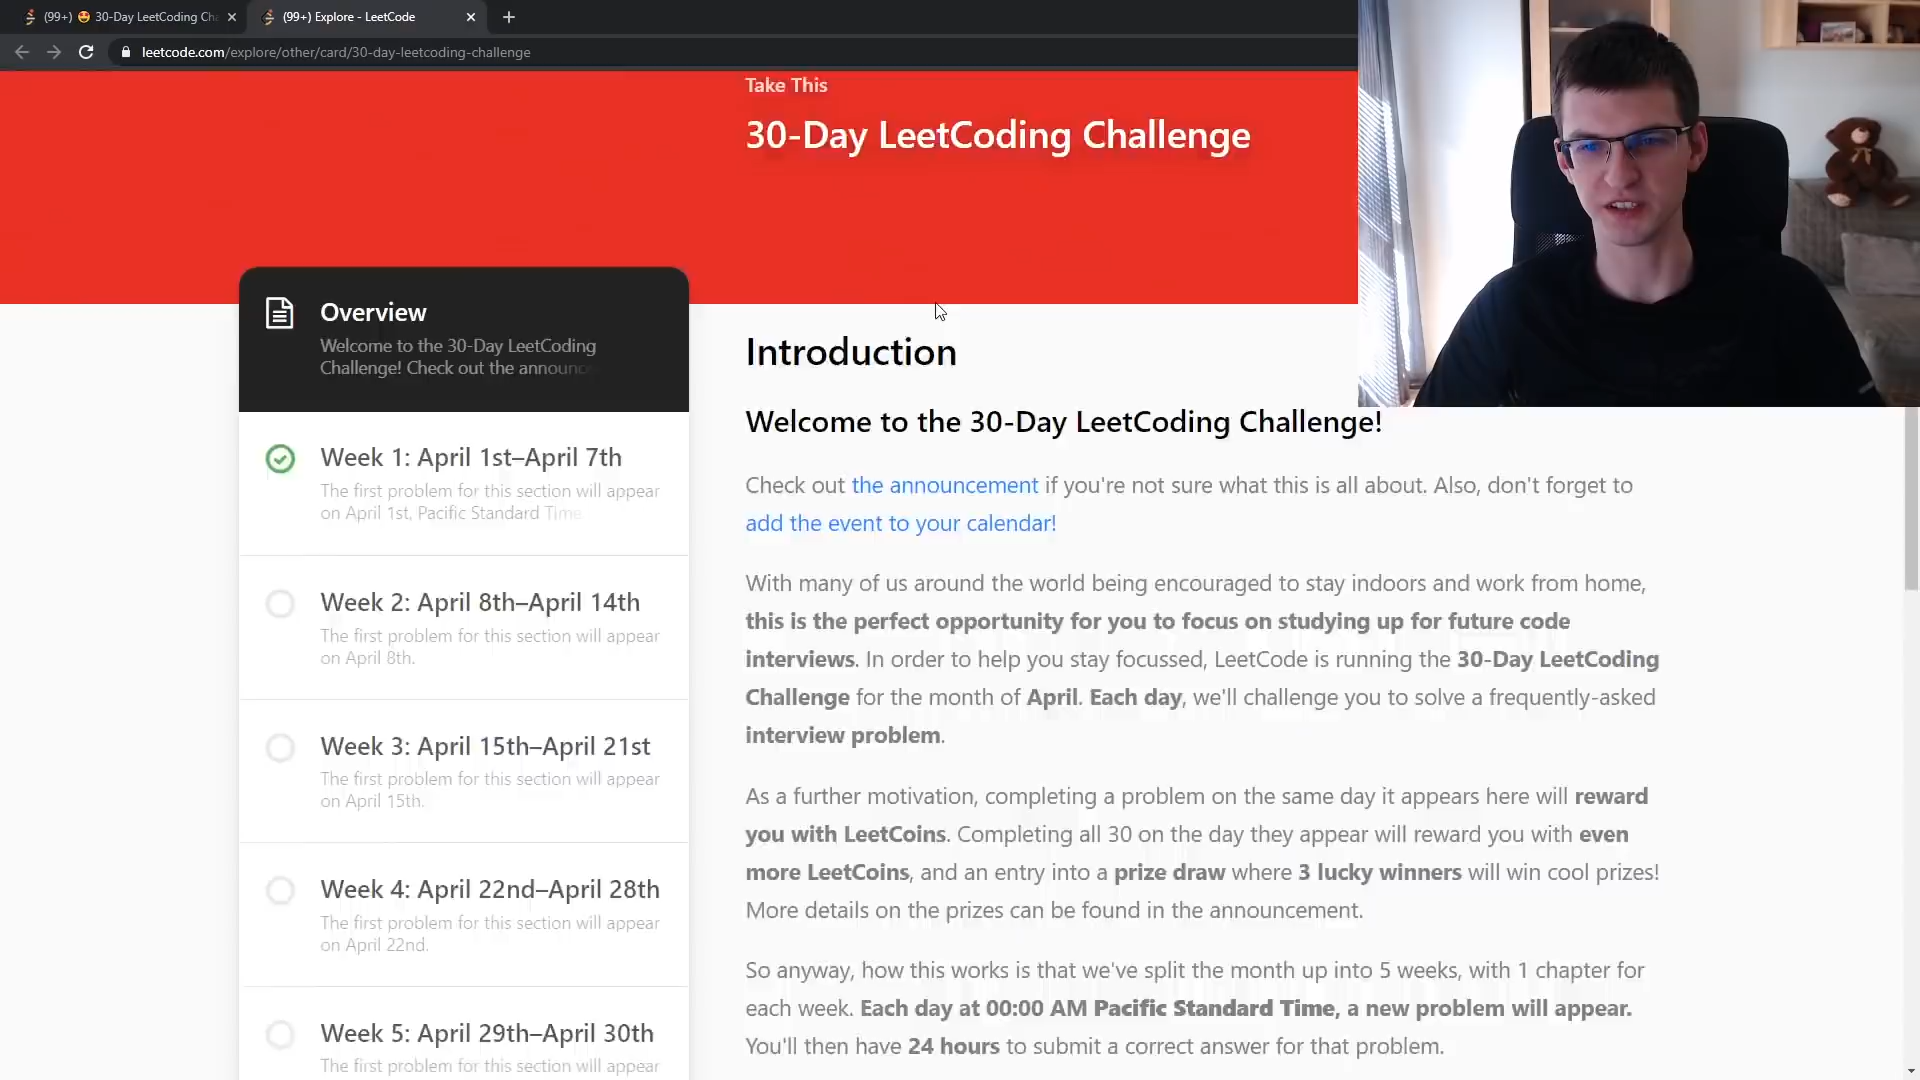 (99+) 😍 30-Day LeetCoding Ch
(99+) Explore - LeetCode
leetcode.com/explore/other/card/30-day-leetcoding-challenge
Take This
30-Day LeetCoding Challenge
Overview
Welcome to the 30-Day LeetCoding
Challenge! Check out the announc
Week 1: April 1st–April 7th
The first problem for this section will appear
on April 1st, Pacific Standard Time.
Week 2: April 8th–April 14th
The first problem for this section will appear
on April 8th.
Week 3: April 15th–April 21st
The first problem for this section will appear
on April 15th.
Week 4: April 22nd–April 28th
The first problem for this section will appear
on April 22nd.
Week 5: April 29th–April 30th
The first problem for this section will appear
Introduction
Welcome to the 30-Day LeetCoding Challenge!
Check out the announcement if you're not sure what this is all about. Also, don't forget to
add the event to your calendar!
With many of us around the world being encouraged to stay indoors and work from home,
this is the perfect opportunity for you to focus on studying up for future code
interviews. In order to help you stay focussed, LeetCode is running the 30-Day LeetCoding
Challenge for the month of April. Each day, we'll challenge you to solve a frequently-asked
interview problem.
As a further motivation, completing a problem on the same day it appears here will reward
you with LeetCoins. Completing all 30 on the day they appear will reward you with even
more LeetCoins, and an entry into a prize draw where 3 lucky winners will win cool prizes!
More details on the prizes can be found in the announcement.
So anyway, how this works is that we've split the month up into 5 weeks, with 1 chapter for
each week. Each day at 00:00 AM Pacific Standard Time, a new problem will appear.
You'll then have 24 hours to submit a correct answer for that problem.